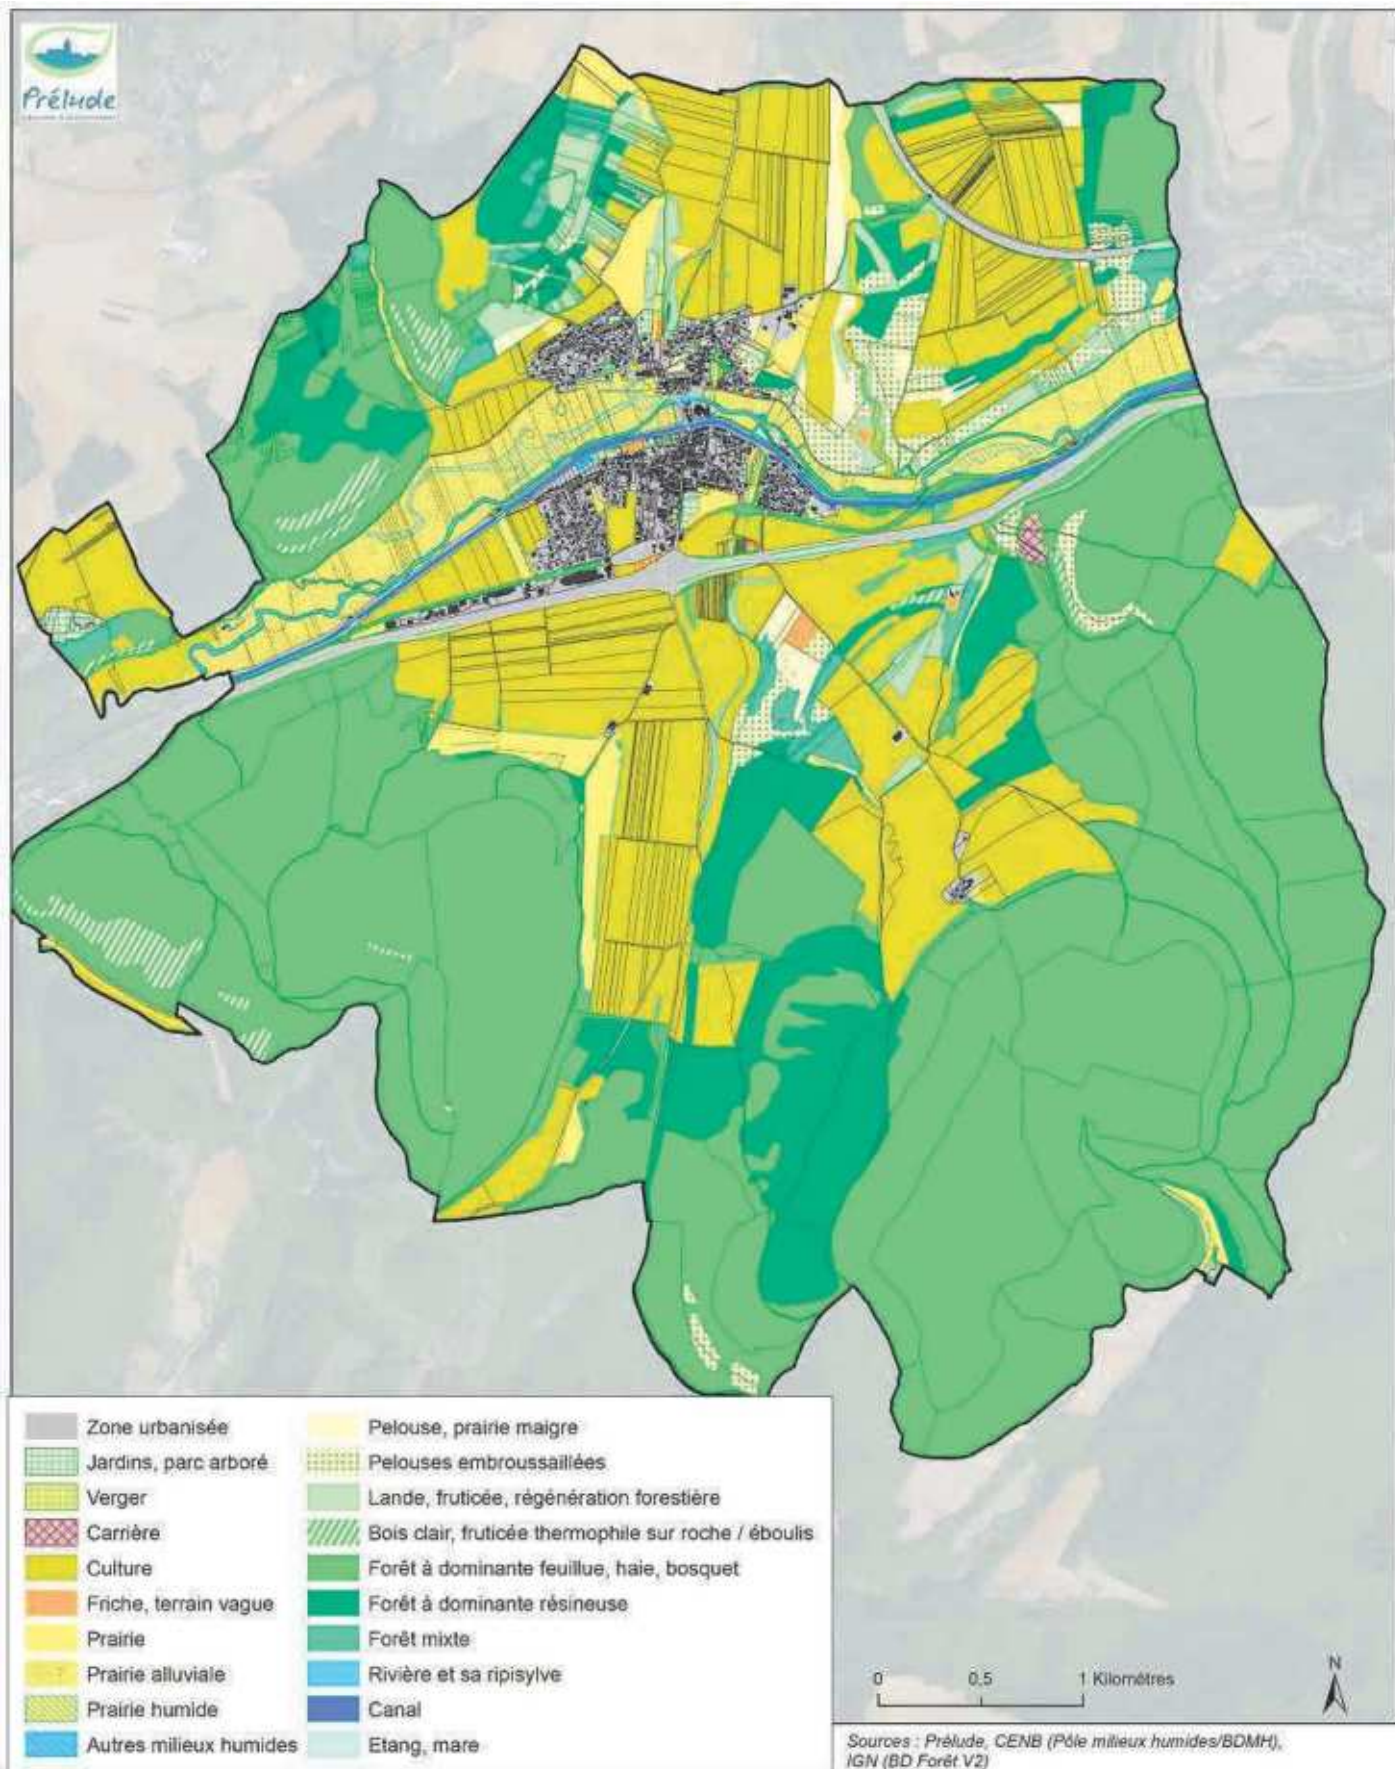 Prélude
Zone urbanisée
Jardins, parc arboré
Verger
Carrière
Culture
Friche, terrain vague
Prairie
Prairie alluviale
Prairie humide
Autres milieux humides
Pelouse, prairie maigre
Pelouses embroussaillées
Lande, fruticée, régénération forestière
Bois clair, fruticée thermophile sur roche / éboulis
Forêt à dominante feuillue, haie, bosquet
Forêt à dominante résineuse
Forêt mixte
Rivière et sa ripisylve
Canal
Etang, mare
0 0,5 1 Kilomètres
N
Sources : Prélude, CENB (Pôle milieux humides/BDMH),
IGN (BD Forêt V2)